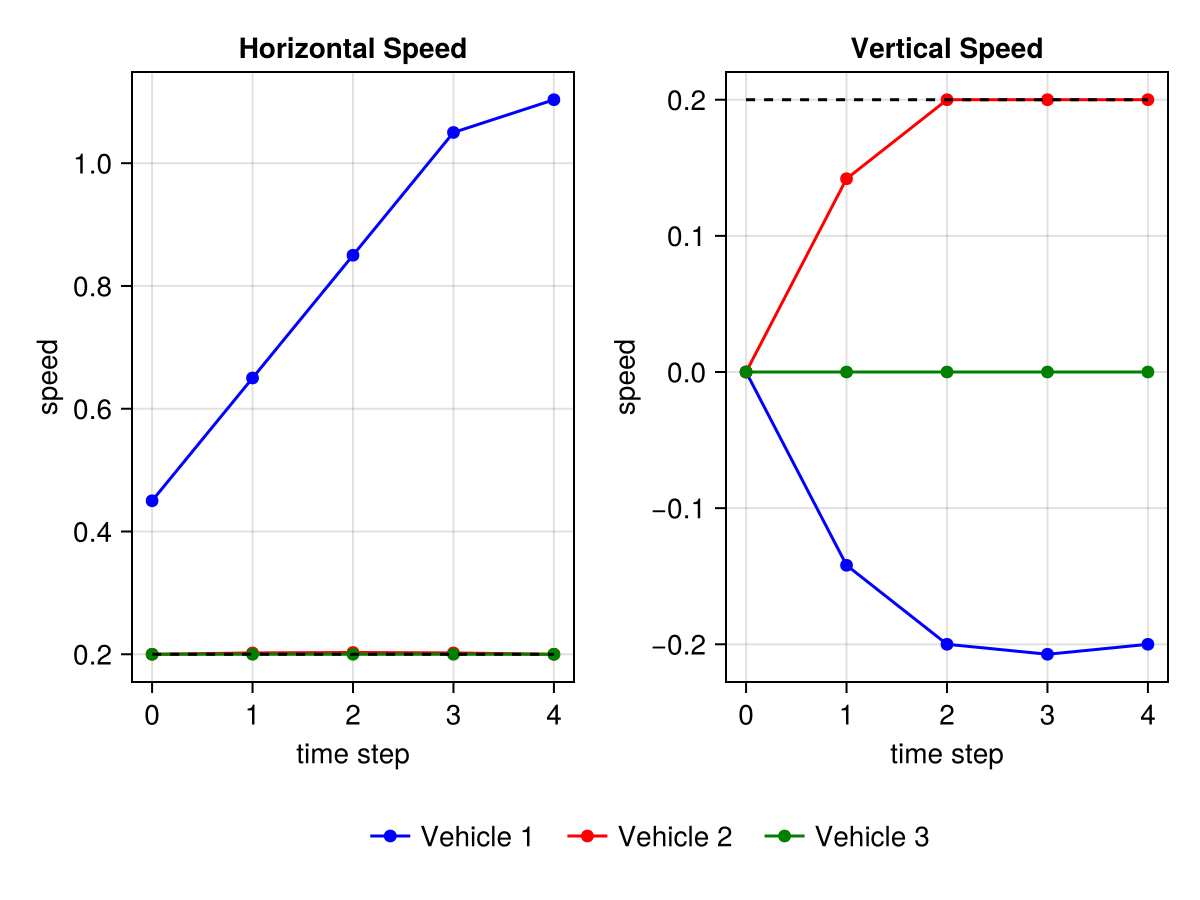 Horizontal Speed
Vertical Speed
speed
1.0
0.8
0.6
0.4
0.2
0 1 2 3 4
time step
speed
0.2
0.1
0.0
−0.1
−0.2
0 1 2 3 4
time step
Vehicle 1 Vehicle 2 Vehicle 3